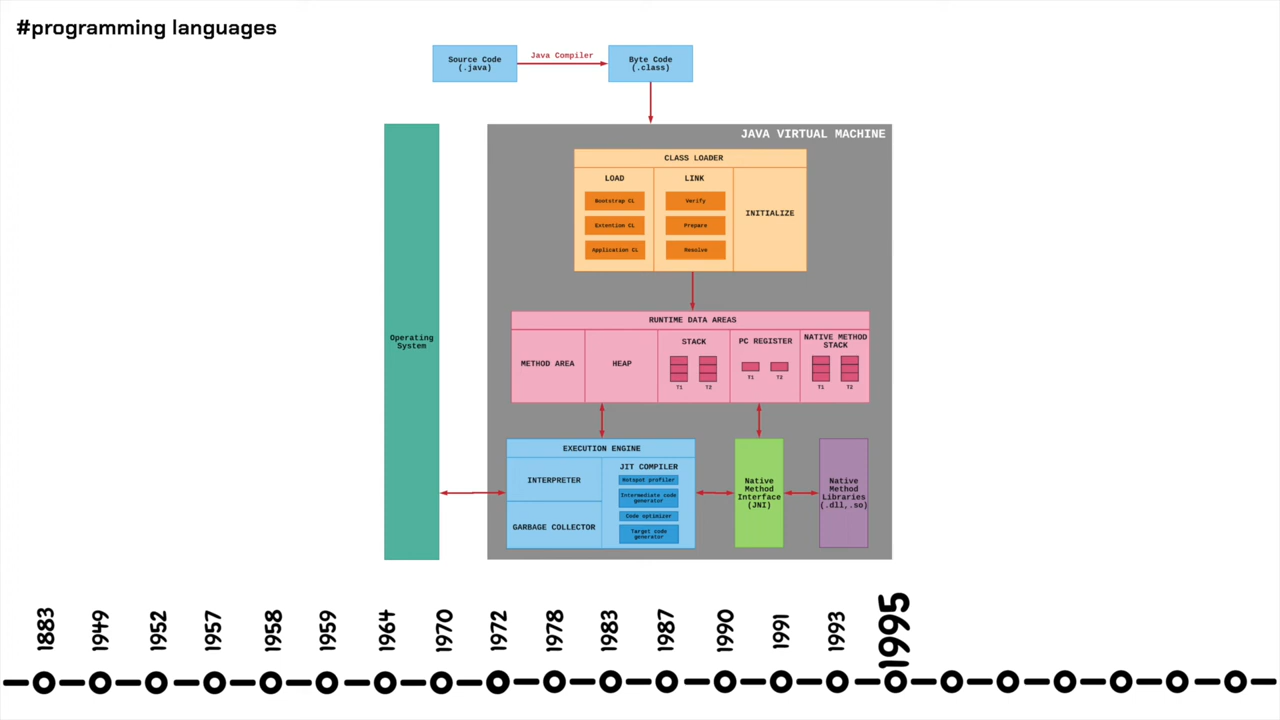 #programming languages
Source Code
(.java)
Java Compiler
Byte Code
(.class)
JAVA VIRTUAL MACHINE
CLASS LOADER
LOAD
Bootstrap CL
Extention CL
Application CL
LINK
Verify
Prepare
Resolve
INITIALIZE
Operating
System
RUNTIME DATA AREAS
METHOD AREA
HEAP
STACK
T1
T2
PC REGISTER
T1
T2
NATIVE METHOD
STACK
T1
T2
EXECUTION ENGINE
INTERPRETER
GARBAGE COLLECTOR
JIT COMPILER
Hotspot profiler
Intermediate code
generator
Code optimizer
Target code
generator
Native
Method
Interface
(JNI)
Native
Method
Libraries
(.dll,.so)
1883
1949
1952
1957
1958
1959
1964
1970
1972
1978
1983
1987
1990
1991
1993
1995